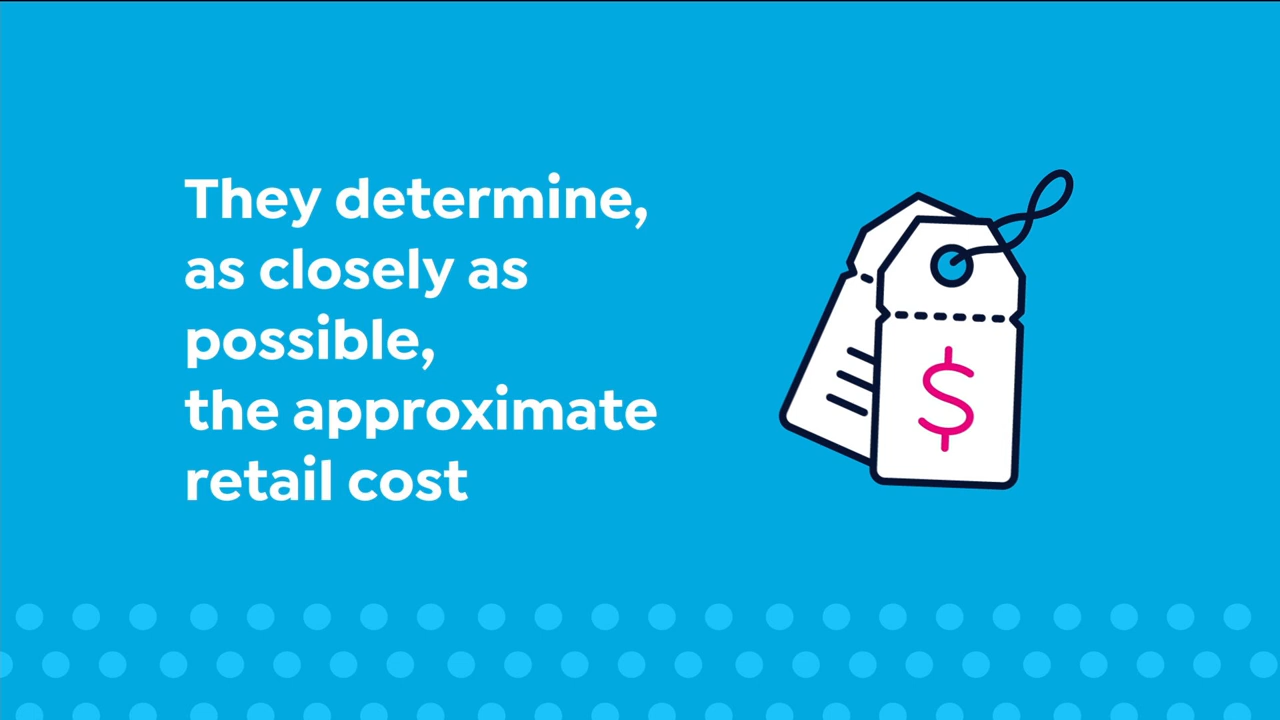 They determine,
as closely as
possible,
the approximate
retail cost
$